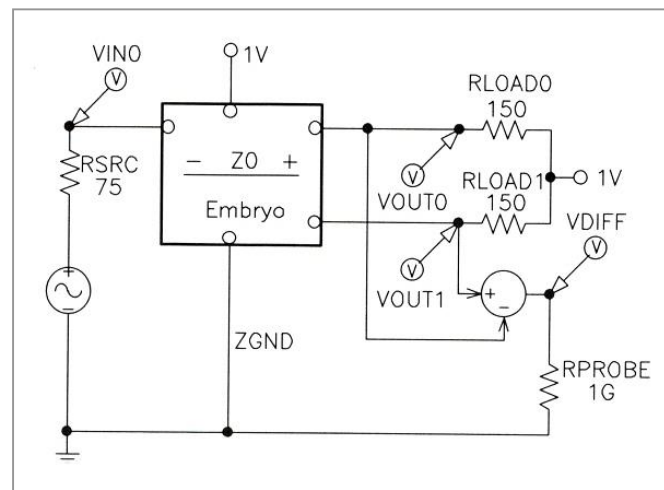 VIN0
1V
RLOAD0
150
RSRC
75
− Z0 +
Embryo
V
VOUT0
RLOAD1
150
1V
VDIFF
V
V
VOUT1
+
−
V
+
−
ZGND
RPROBE
1G